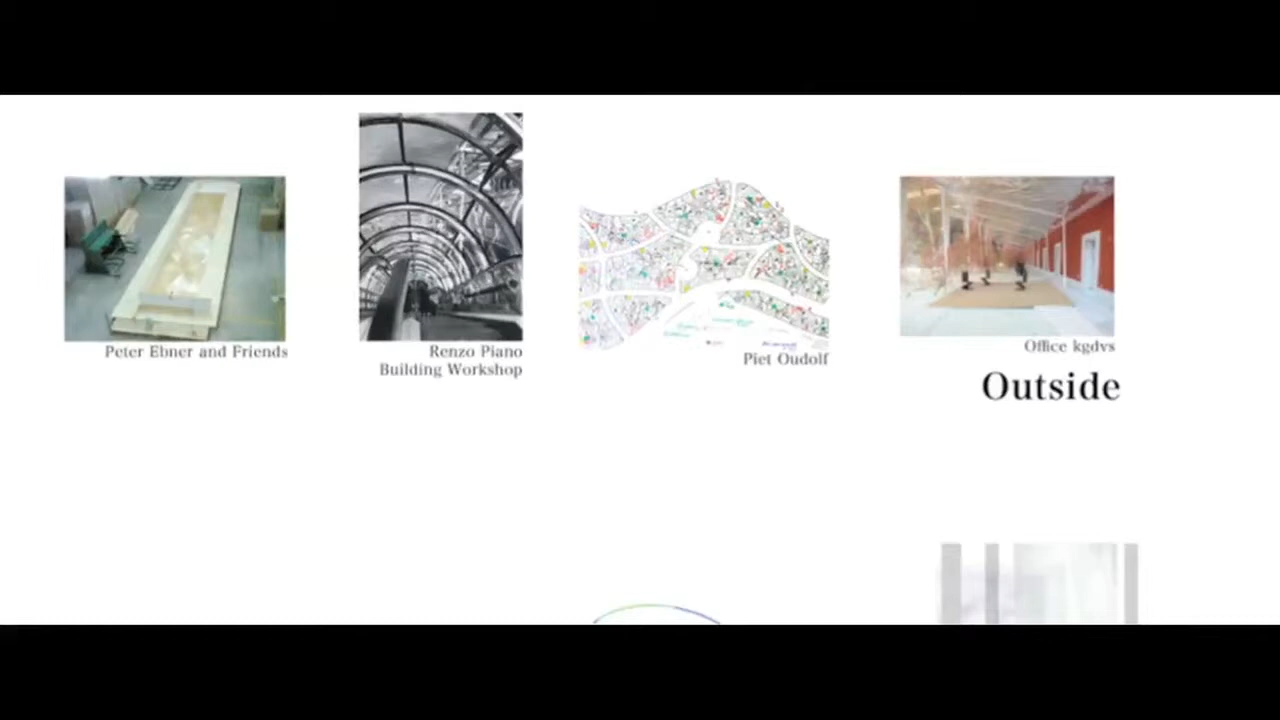 Peter Ebner and Friends
Renzo Piano
Building Workshop
Piet Oudolf
Office kgdvs
Outside